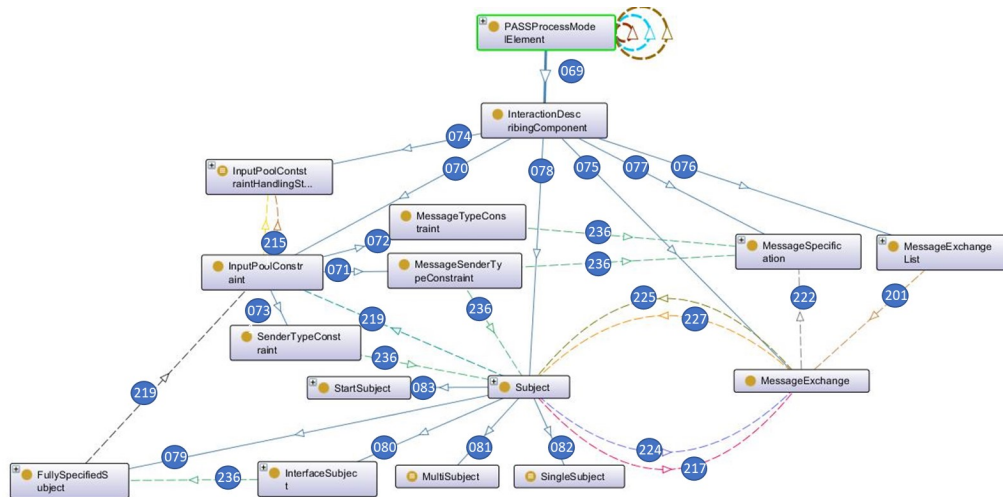 PASSProcessMode
lElement
069
InteractionDesc
ribingComponent
074
070
078
075
077
076
InputPoolContst
raintHandlingSt...
215
MessageTypeCons
traint
072
236
MessageSpecific
ation
MessageExchange
List
InputPoolConstr
aint
071
MessageSenderTy
peConstraint
236
073
236
219
225
227
222
201
SenderTypeConst
raint
236
219
StartSubject
083
Subject
MessageExchange
079
080
081
082
224
217
FullySpecifiedS
ubject
236
InterfaceSubjec
t
MultiSubject
SingleSubject